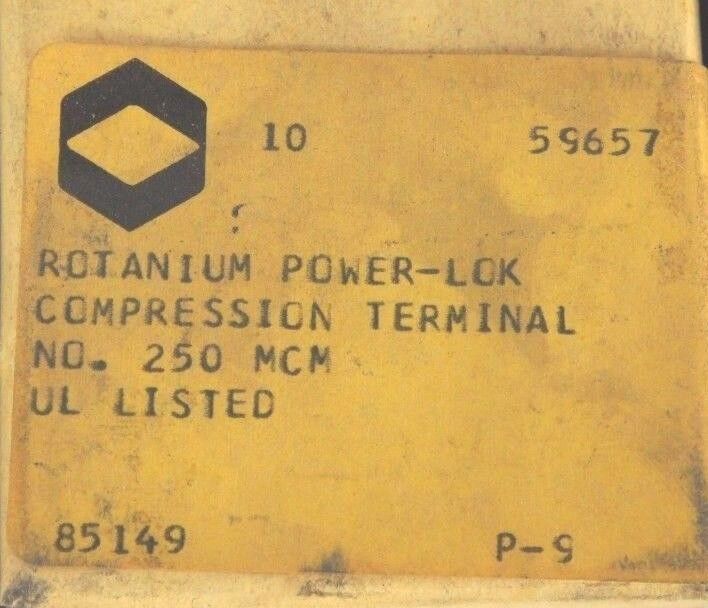 10 59657
ROTANIUM POWER-LOK
COMPRESSION TERMINAL
NO. 250 MCM
UL LISTED
85149 P-9